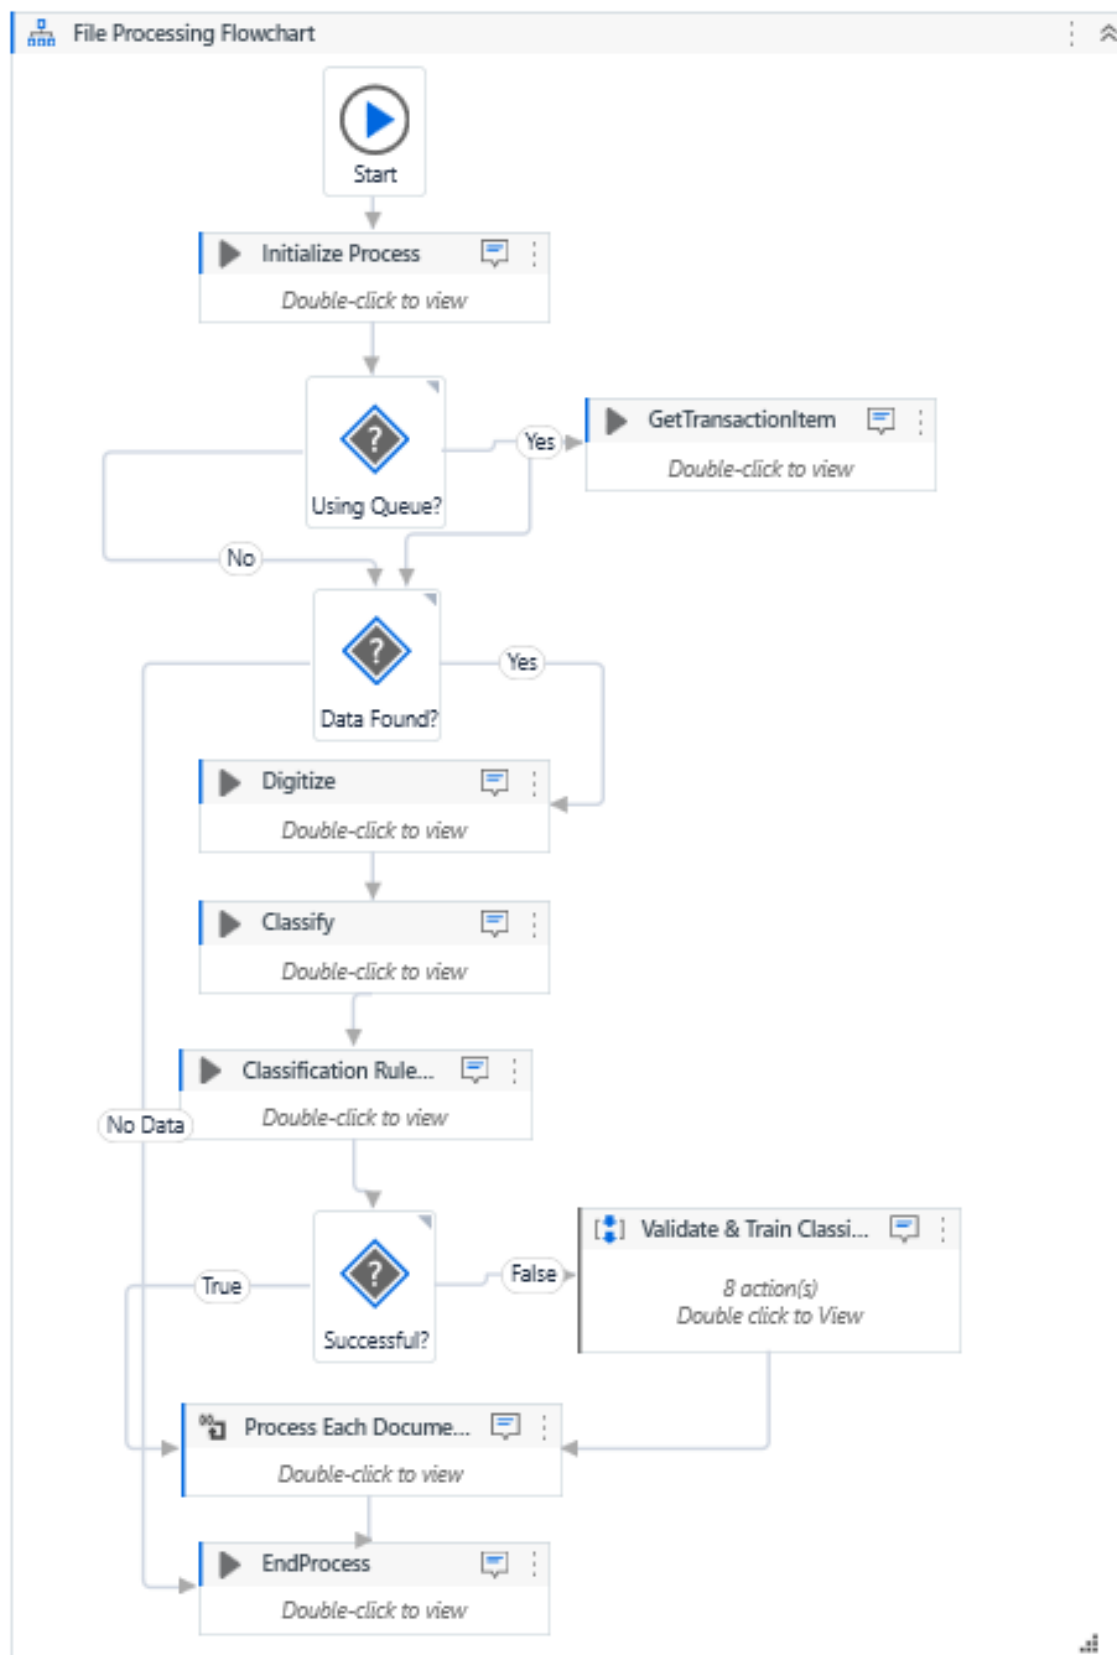 File Processing Flowchart
Start
Initialize Process
Double-click to view
Using Queue?
Yes
GetTransactionItem
Double-click to view
No
Data Found?
Yes
Digitize
Double-click to view
Classify
Double-click to view
Classification Rule...
Double-click to view
No Data
Successful?
True
False
Validate & Train Classi...
8 action(s)
Double click to View
Process Each Docume...
Double-click to view
EndProcess
Double-click to view